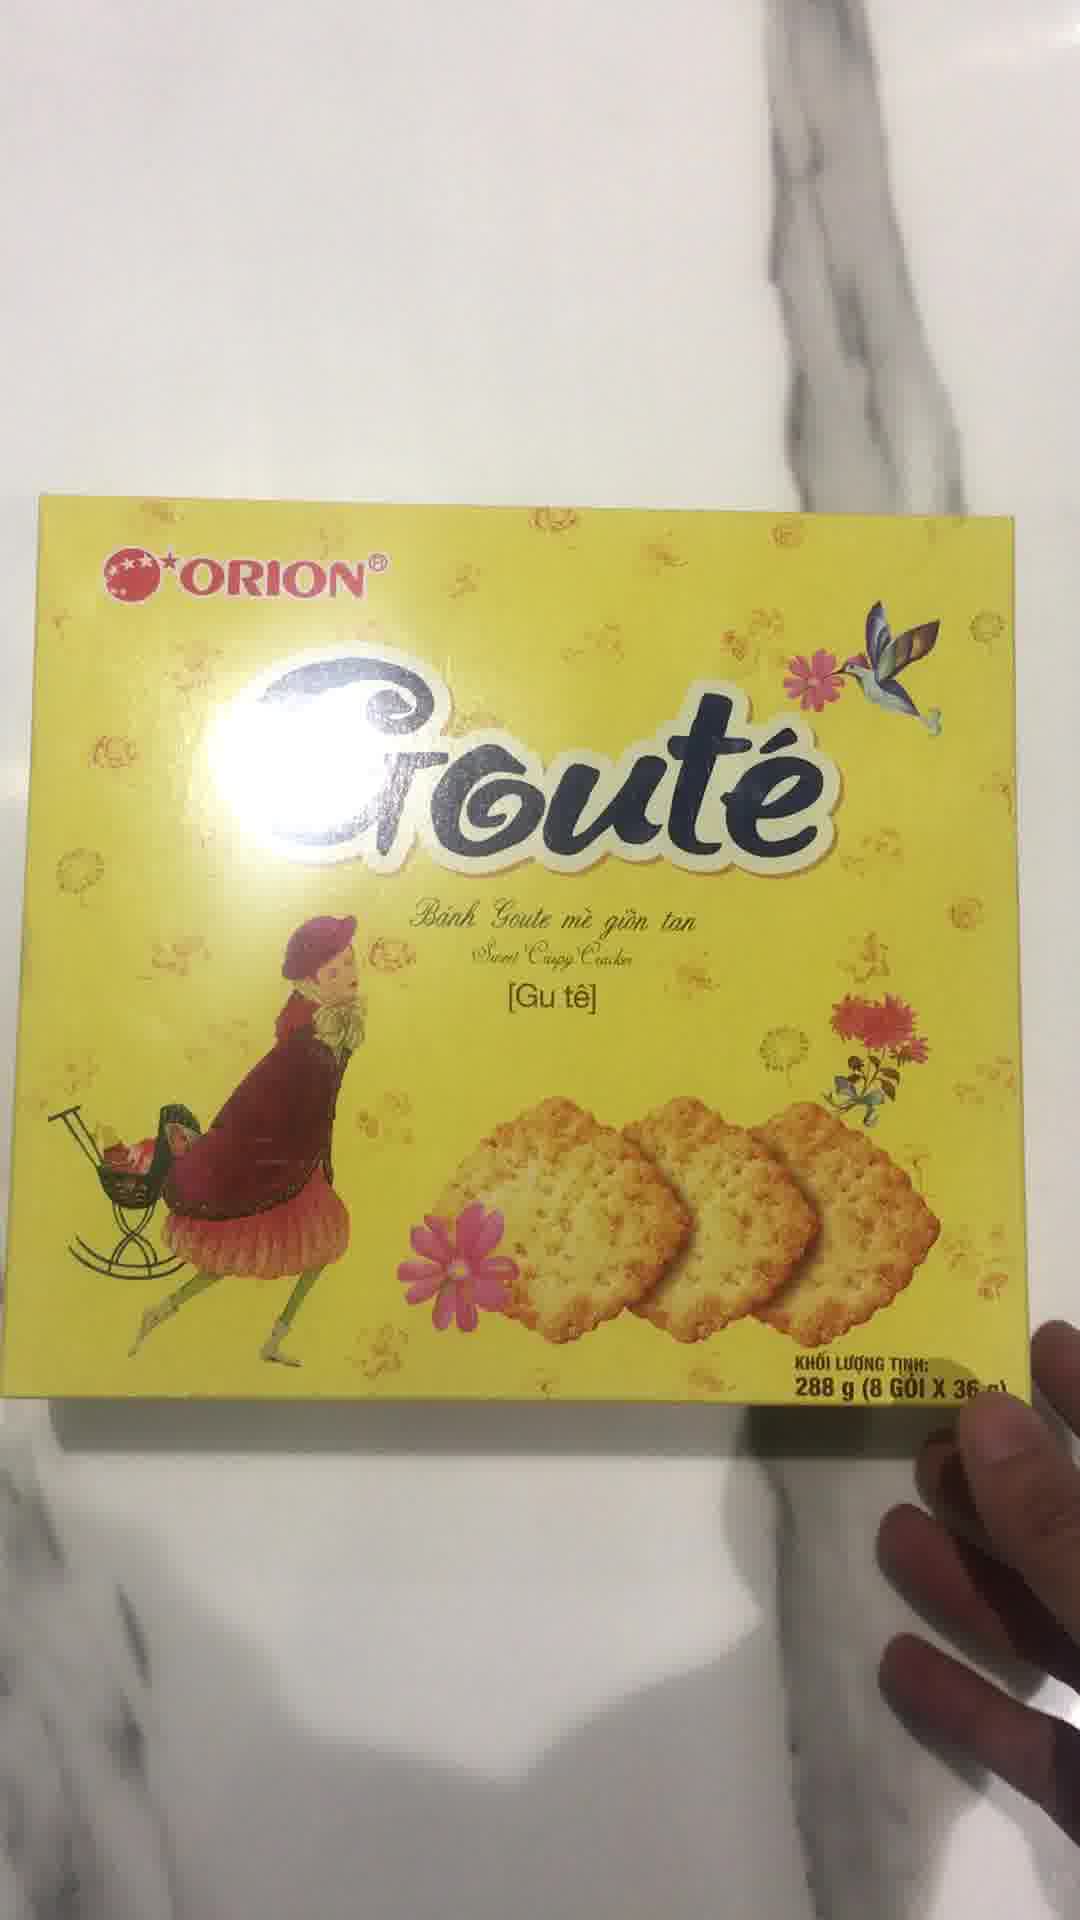 ORION®
Gouté
Bánh Goute mè giòn tan
Sweet Crispy Cracker
[Gu tê]
KHỐI LƯỢNG TỊNH:
288 g (8 GÓI X 36 g)